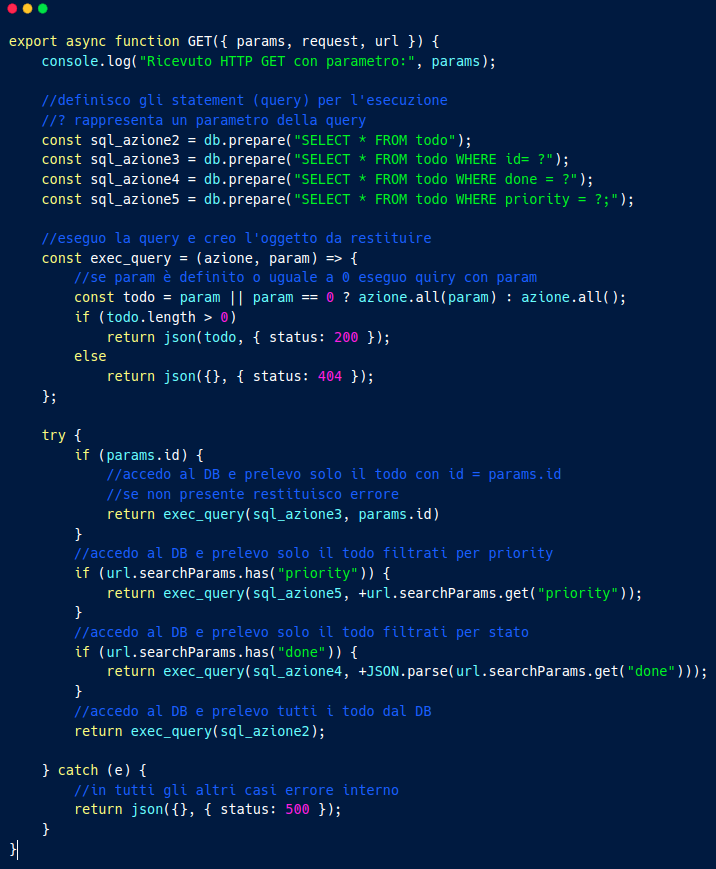 export async function GET({ params, request, url }) {
    console.log("Ricevuto HTTP GET con parametro:", params);

    //definisco gli statement (query) per l'esecuzione
    //? rappresenta un parametro della query
    const sql_azione2 = db.prepare("SELECT * FROM todo");
    const sql_azione3 = db.prepare("SELECT * FROM todo WHERE id= ?");
    const sql_azione4 = db.prepare("SELECT * FROM todo WHERE done = ?");
    const sql_azione5 = db.prepare("SELECT * FROM todo WHERE priority = ?;");

    //eseguo la query e creo l'oggetto da restituire
    const exec_query = (azione, param) => {
        //se param è definito o uguale a 0 eseguo quiry con param
        const todo = param || param == 0 ? azione.all(param) : azione.all();
        if (todo.length > 0)
            return json(todo, { status: 200 });
        else
            return json({}, { status: 404 });
    };

    try {
        if (params.id) {
            //accedo al DB e prelevo solo il todo con id = params.id
            //se non presente restituisco errore
            return exec_query(sql_azione3, params.id)
        }
        //accedo al DB e prelevo solo il todo filtrati per priority
        if (url.searchParams.has("priority")) {
            return exec_query(sql_azione5, +url.searchParams.get("priority"));
        }
        //accedo al DB e prelevo solo il todo filtrati per stato
        if (url.searchParams.has("done")) {
            return exec_query(sql_azione4, +JSON.parse(url.searchParams.get("done")));
        }
        //accedo al DB e prelevo tutti i todo dal DB
        return exec_query(sql_azione2);

    } catch (e) {
        //in tutti gli altri casi errore interno
        return json({}, { status: 500 });
    }
}